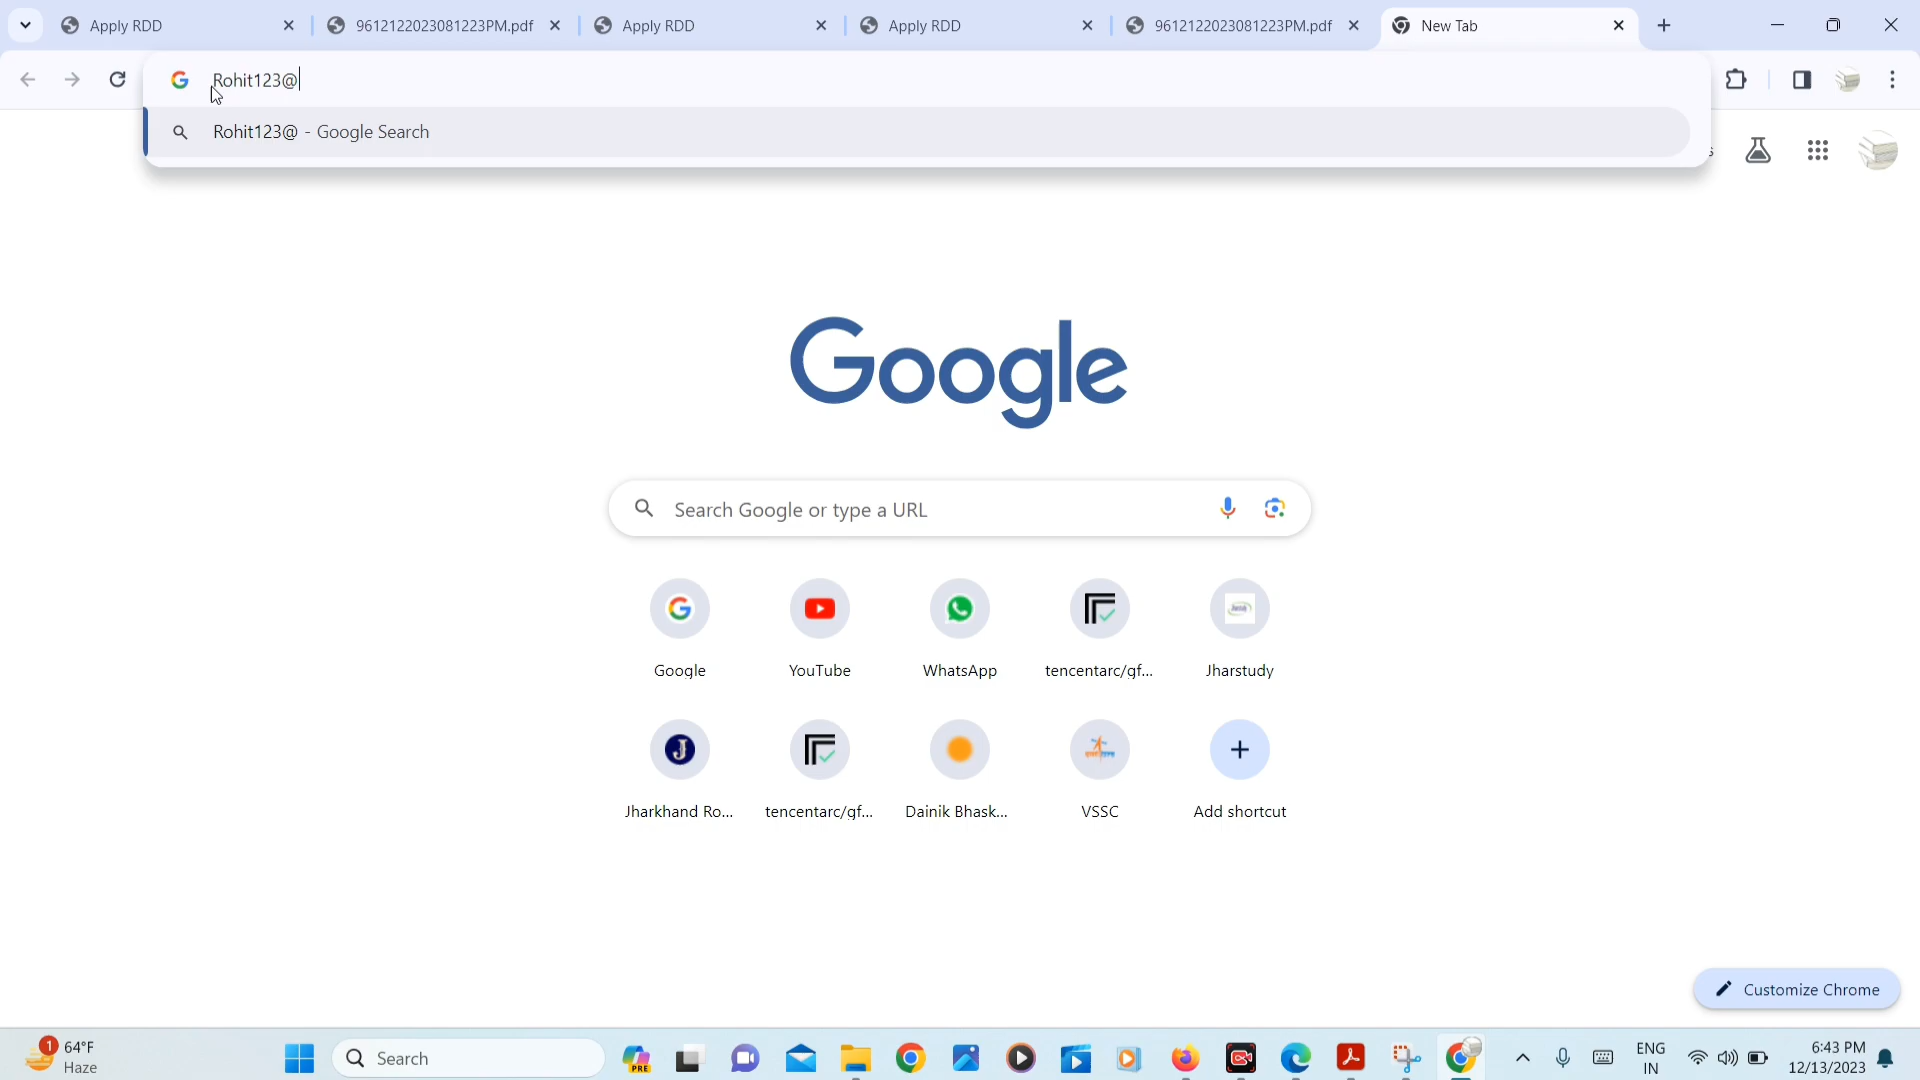 Apply RDD
9612122023081223PM.pdf
Apply RDD
Apply RDD
9612122023081223PM.pdf
New Tab
Rohit123@
Rohit123@ - Google Search
Google
Search Google or type a URL
Google
YouTube
WhatsApp
tencentarc/gf...
Jharstudy
Jharkhand Ro...
tencentarc/gf...
Dainik Bhask...
VSSC
Add shortcut
Customize Chrome
1
64°F
Haze
Search
PRE
ENG
IN
6:43 PM
12/13/2023